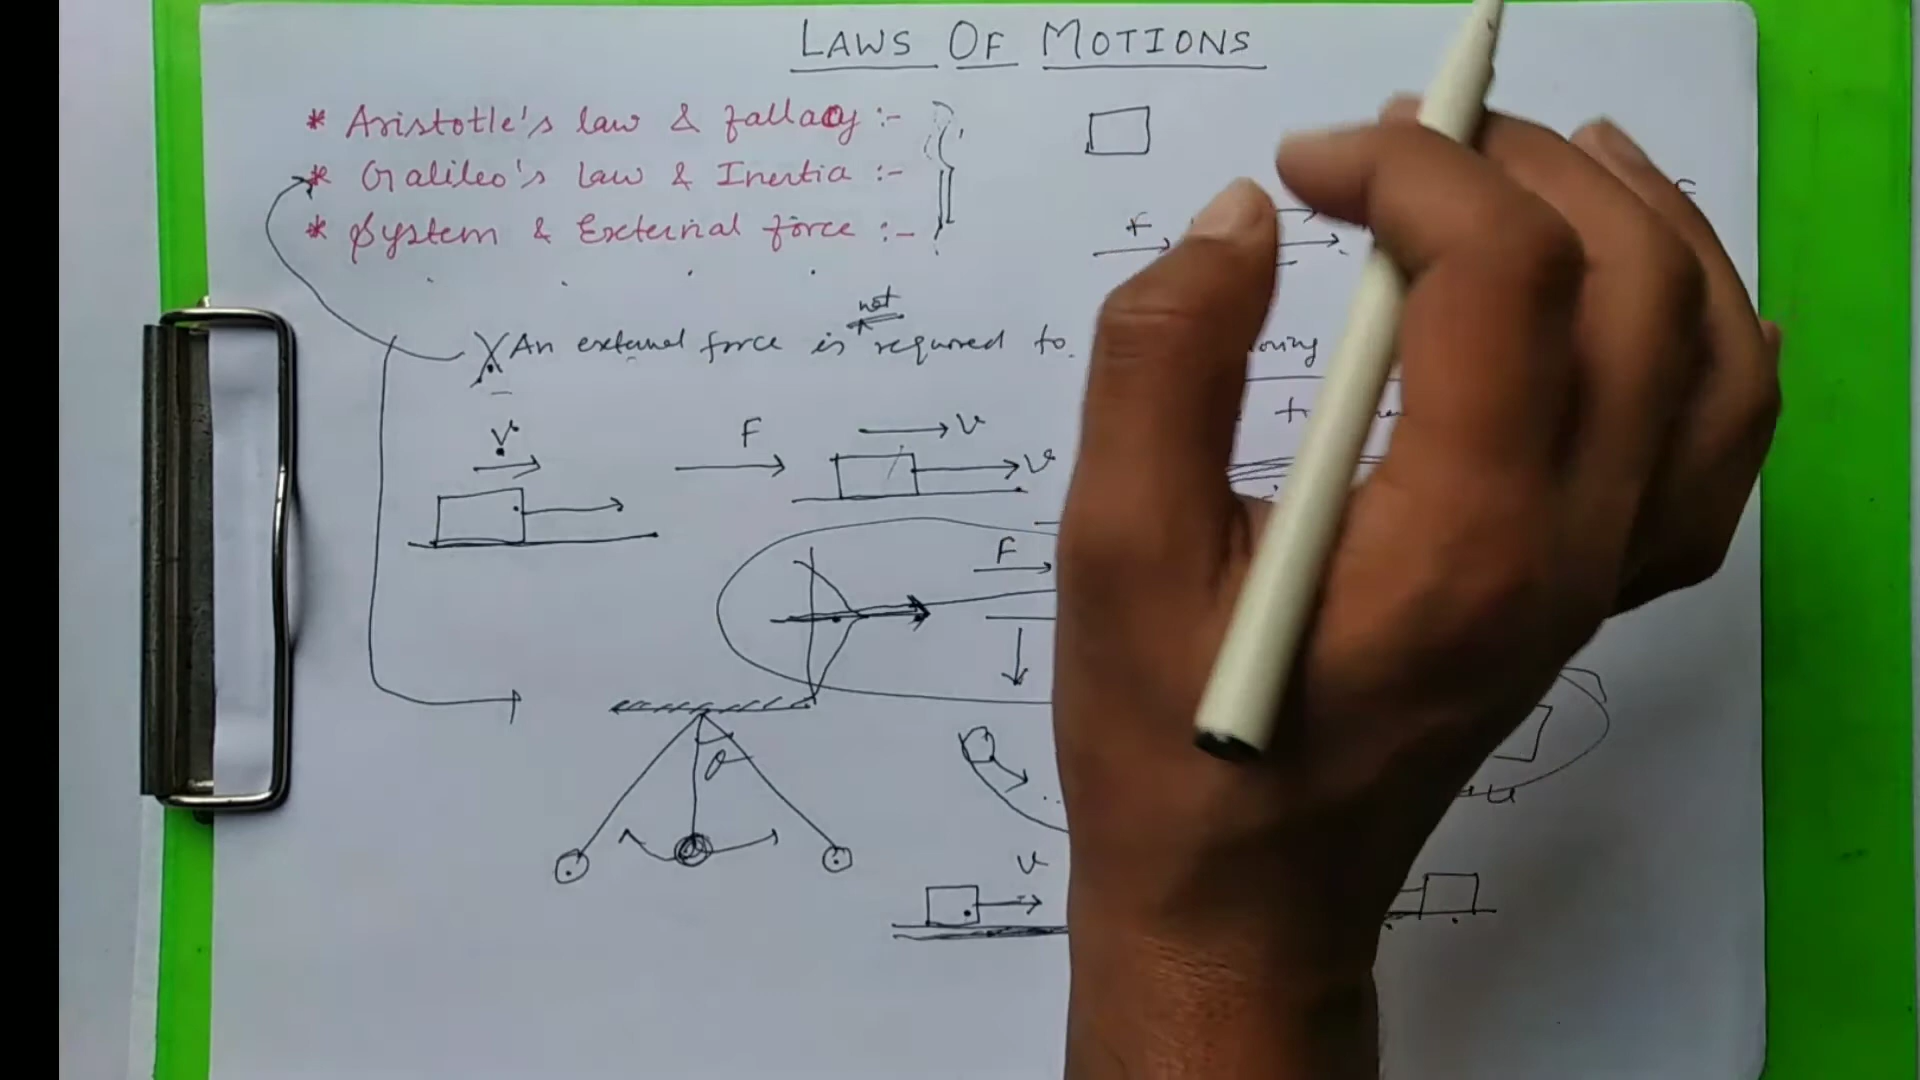 LAWS OF MOTIONS
* Aristotle's law & fallacy :-
* Galileo's Law & Inertia :-
* System & External force :-
F
not
An external force is required to
moving
V
F
v
v
F
θ
v
u